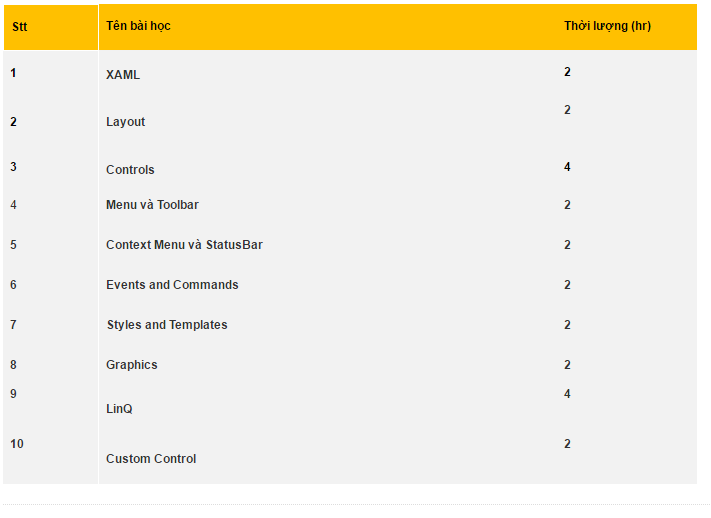 Stt Tên bài học Thời lượng (hr)
1 XAML 2
2 Layout 2
3 Controls 4
4 Menu và Toolbar 2
5 Context Menu và StatusBar 2
6 Events and Commands 2
7 Styles and Templates 2
8 Graphics 2
9 LinQ 4
10 Custom Control 2